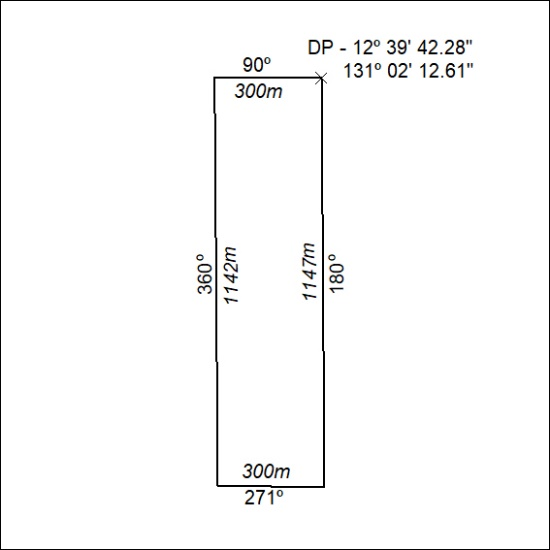 DP - 12º 39' 42.28"
131º 02' 12.61"
90º
300m
360º
1142m
1147m
180º
300m
271º